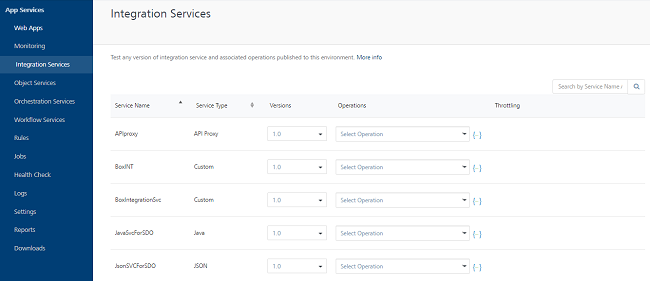 App Services
Web Apps
Monitoring
Integration Services
Object Services
Orchestration Services
Workflow Services
Rules
Jobs
Health Check
Logs
Settings
Reports
Downloads
Integration Services
Test any version of integration service and associated operations published to this environment. More info
Search by Service Name
Service Name Service Type Versions Operations Throttling
APIproxy API Proxy 1.0 Select Operation {··}
BoxINT Custom 1.0 Select Operation {··}
BoxIntegrationSvc Custom 1.0 Select Operation {··}
JavaSvcForSDO Java 1.0 Select Operation {··}
JsonSVCForSDO JSON 1.0 Select Operation {··}